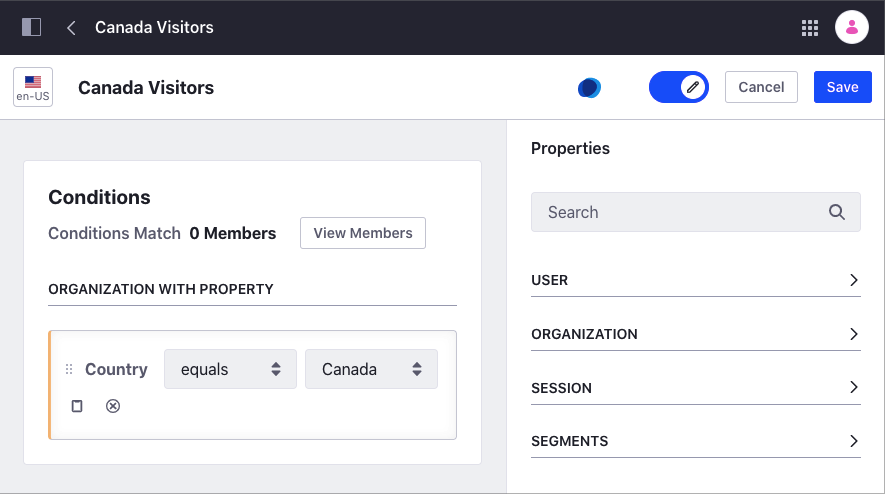 Canada Visitors
en-US
Canada Visitors
Cancel
Save
Conditions
Conditions Match 0 Members
View Members
ORGANIZATION WITH PROPERTY
Country
equals
Canada
Properties
Search
USER
ORGANIZATION
SESSION
SEGMENTS